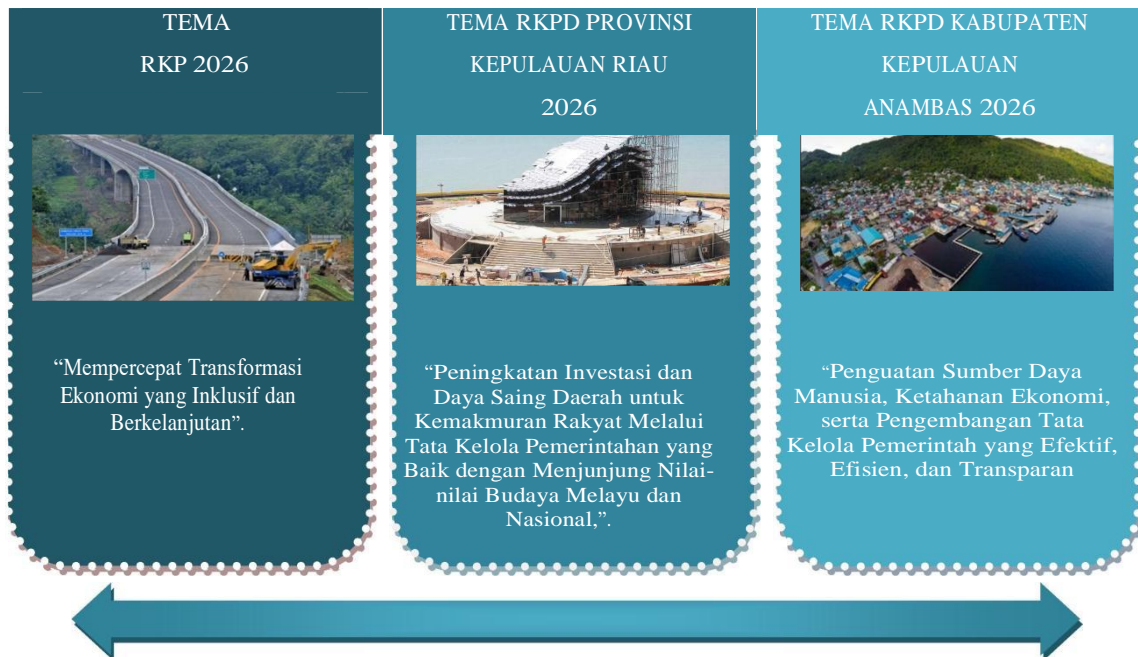 TEMA
RKP 2026
“Mempercepat Transformasi
Ekonomi yang Inklusif dan
Berkelanjutan”.
TEMA RKPD PROVINSI
KEPULAUAN RIAU
2026
“Peningkatan Investasi dan
Daya Saing Daerah untuk
Kemakmuran Rakyat Melalui
Tata Kelola Pemerintahan yang
Baik dengan Menjunjung Nilai-
nilai Budaya Melayu dan
Nasional,”.
TEMA RKPD KABUPATEN
KEPULAUAN
ANAMBAS 2026
“Penguatan Sumber Daya
Manusia, Ketahanan Ekonomi,
serta Pengembangan Tata
Kelola Pemerintah yang Efektif,
Efisien, dan Transparan